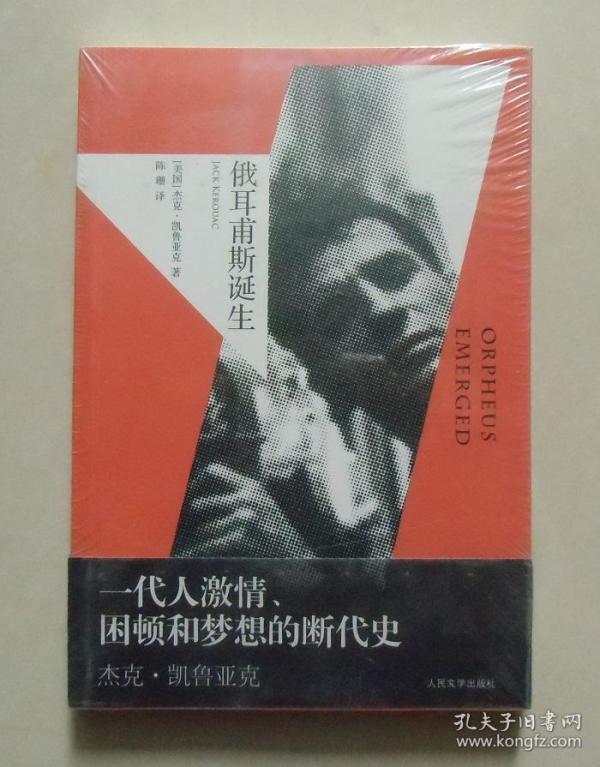 俄耳甫斯诞生
JACK KEROUAC
[美国] 杰克·凯鲁亚克 著
陈珊 译
ORPHEUS
EMERGED
一代人激情、
困顿和梦想的断代史
杰克·凯鲁亚克
人民文学出版社
孔夫子旧书网
www.kongfz.com